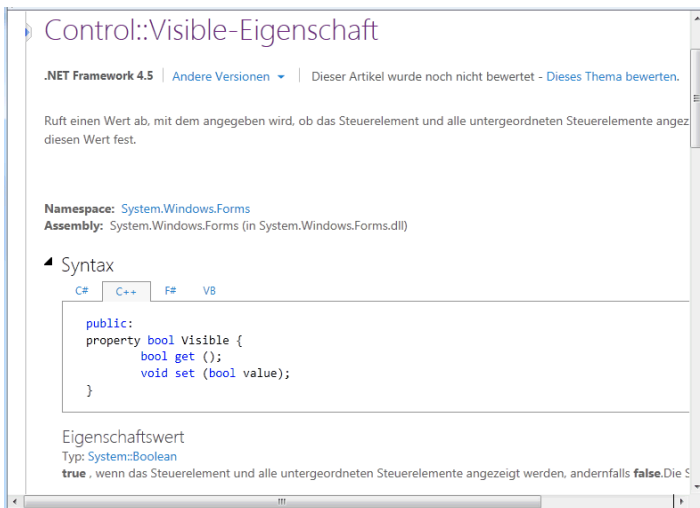 Control::Visible-Eigenschaft
.NET Framework 4.5 | Andere Versionen | Dieser Artikel wurde noch nicht bewertet - Dieses Thema bewerten.
Ruft einen Wert ab, mit dem angegeben wird, ob das Steuerelement und alle untergeordneten Steuerelemente angez
diesen Wert fest.
Namespace: System.Windows.Forms
Assembly: System.Windows.Forms (in System.Windows.Forms.dll)
Syntax
C# C++ F# VB
public:
property bool Visible {
bool get ();
void set (bool value);
}
Eigenschaftswert
Typ: System::Boolean
true , wenn das Steuerelement und alle untergeordneten Steuerelemente angezeigt werden, andernfalls false.Die S